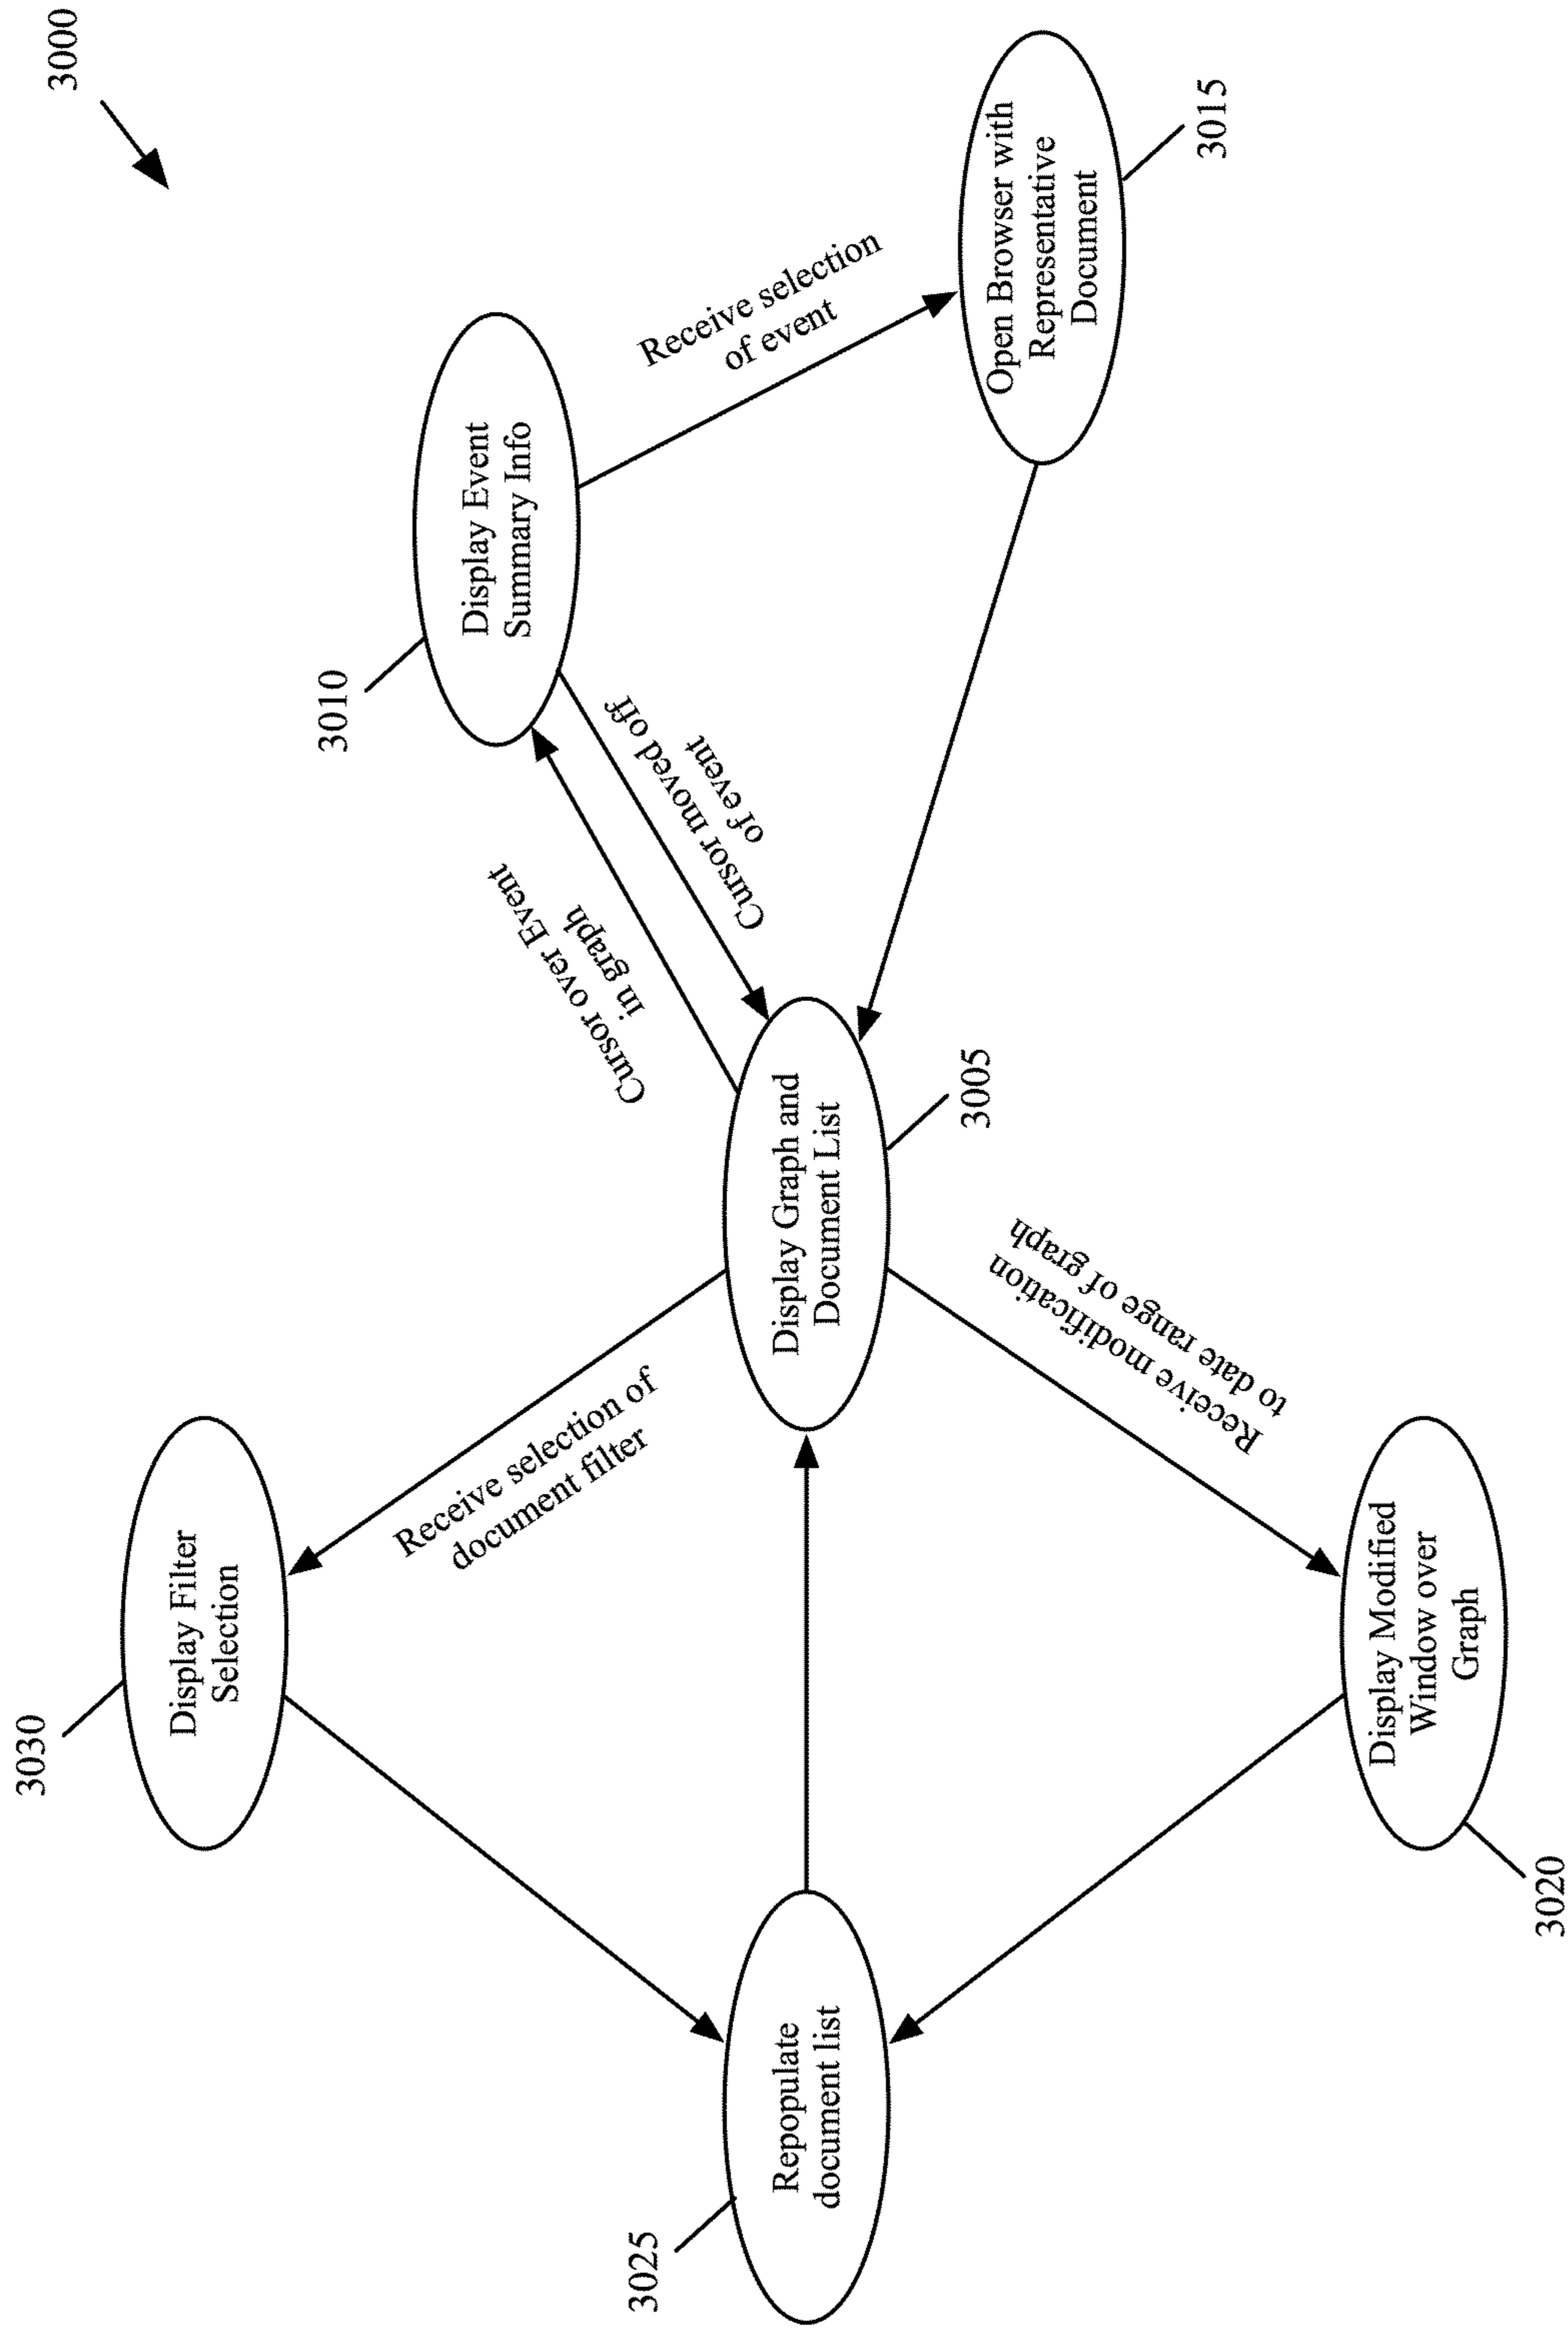 3000
3030
Display Filter
Selection
3010
Display Event
Summary Info
Receive selection of
document filter
Cursor over Event
in graph
Cursor moved off
of event
Receive selection
of event
3025
Repopulate
document list
Display Graph and
Document List
3005
Open Browser with
Representative
Document
3015
Receive modification
to date range of graph
Display Modified
Window over
Graph
3020